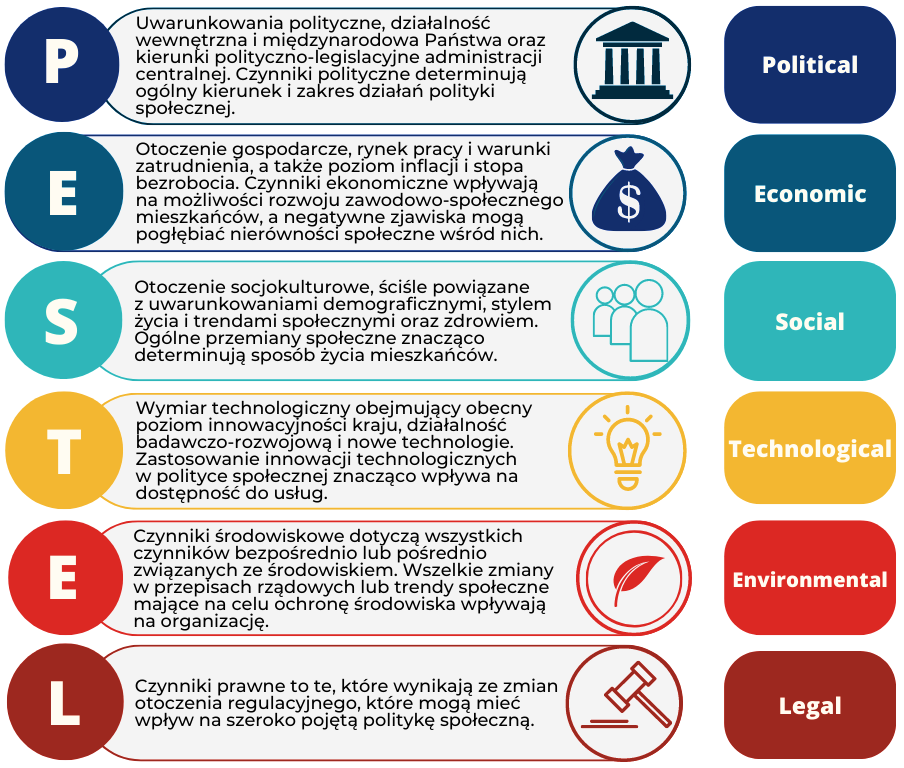 P
Uwarunkowania polityczne, działalność
wewnętrzna i międzynarodowa Państwa oraz
kierunki polityczno-legislacyjne administracji
centralnej. Czynniki polityczne determinują
ogólny kierunek i zakres działań polityki
społecznej.
Political
E
Otoczenie gospodarcze, rynek pracy i warunki
zatrudnienia, a także poziom inflacji i stopa
bezrobocia. Czynniki ekonomiczne wpływają
na możliwości rozwoju zawodowo-społecznego
mieszkańców, a negatywne zjawiska mogą
pogłębiać nierówności społeczne wśród nich.
$
Economic
S
Otoczenie socjokulturowe, ściśle powiązane
z uwarunkowaniami demograficznymi, stylem
życia i trendami społecznymi oraz zdrowiem.
Ogólne przemiany społeczne znacząco
determinują sposób życia mieszkańców.
Social
T
Wymiar technologiczny obejmujący obecny
poziom innowacyjności kraju, działalność
badawczo-rozwojową i nowe technologie.
Zastosowanie innowacji technologicznych
w polityce społecznej znacząco wpływa na
dostępność do usług.
Technological
E
Czynniki środowiskowe dotyczą wszystkich
czynników bezpośrednio lub pośrednio
związanych ze środowiskiem. Wszelkie zmiany
w przepisach rządowych lub trendy społeczne
mające na celu ochronę środowiska wpływają
na organizację.
Environmental
L
Czynniki prawne to te, które wynikają ze zmian
otoczenia regulacyjnego, które mogą mieć
wpływ na szeroko pojętą politykę społeczną.
Legal